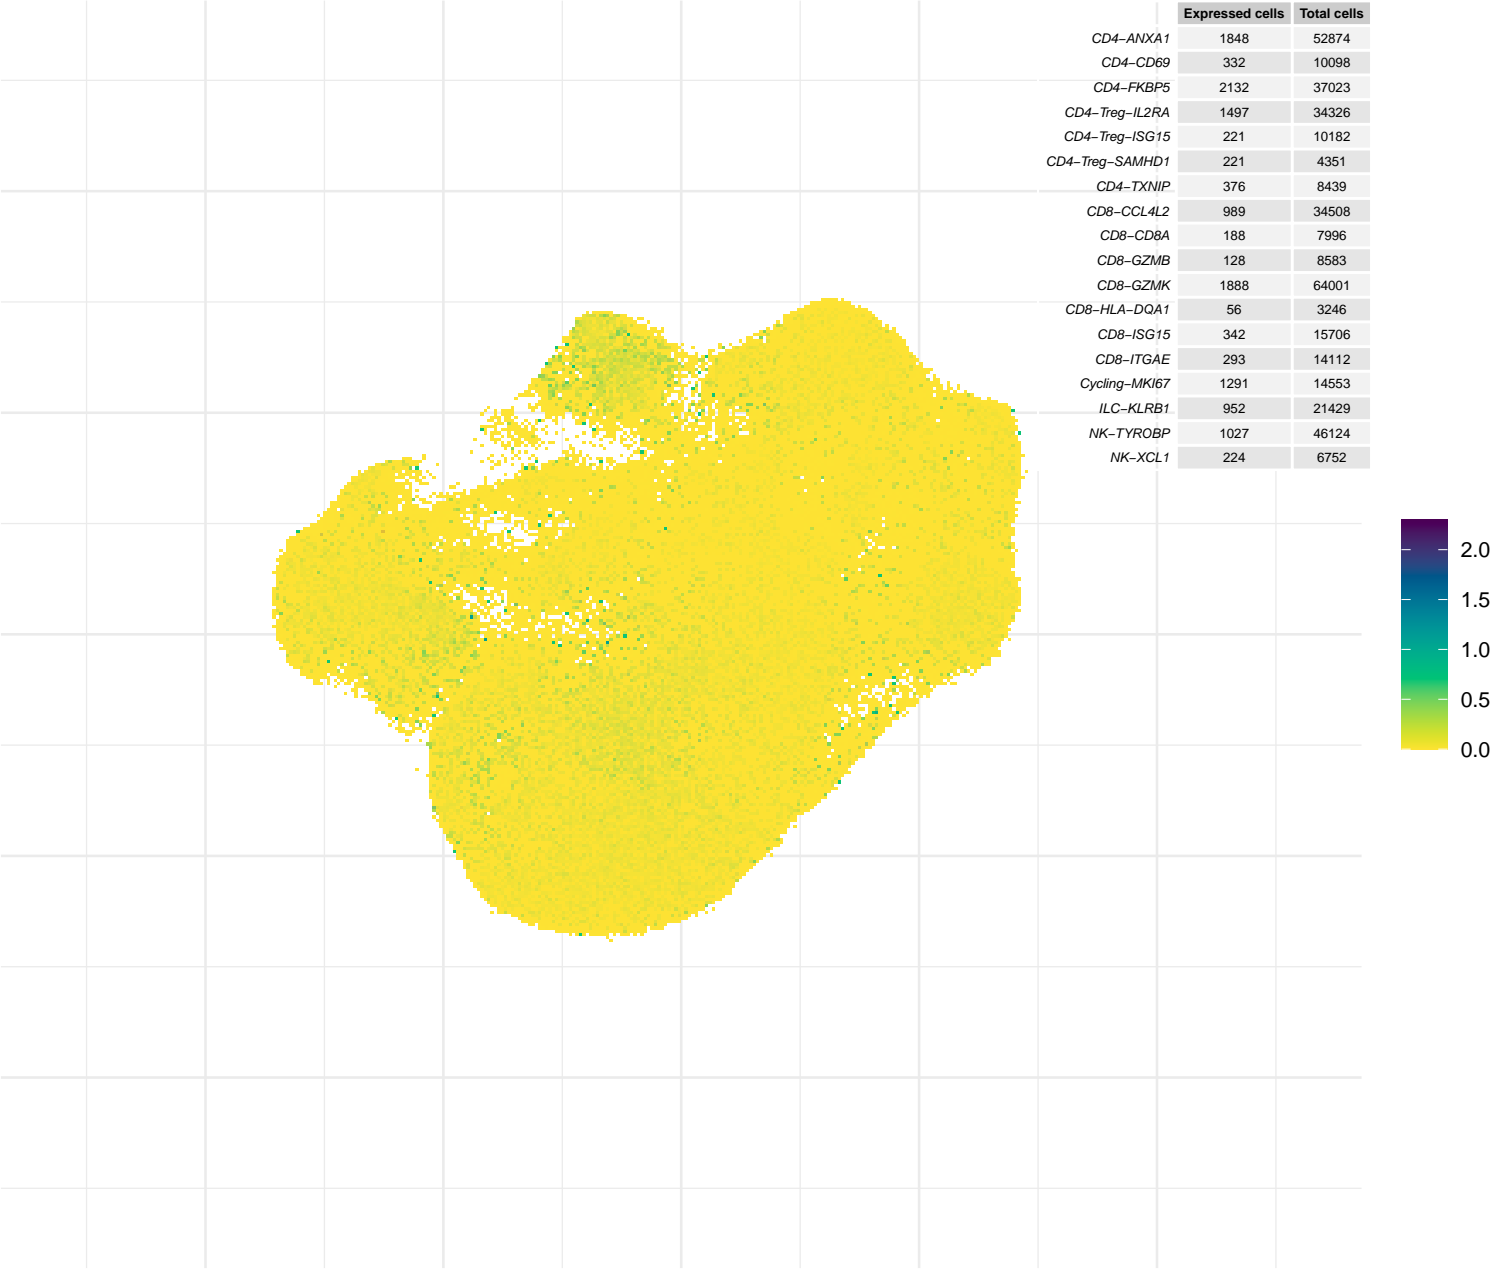 Expressed cells Total cells
CD4−ANXA1 1848 52874
CD4−CD69 332 10098
CD4−FKBP5 2132 37023
CD4−Treg−IL2RA 1497 34326
CD4−Treg−ISG15 221 10182
CD4−Treg−SAMHD1 221 4351
CD4−TXNIP 376 8439
CD8−CCL4L2 989 34508
CD8−CD8A 188 7996
CD8−GZMB 128 8583
CD8−GZMK 1888 64001
CD8−HLA−DQA1 56 3246
CD8−ISG15 342 15706
CD8−ITGAE 293 14112
Cycling−MKI67 1291 14553
ILC−KLRB1 952 21429
NK−TYROBP 1027 46124
NK−XCL1 224 6752
2.0
1.5
1.0
0.5
0.0